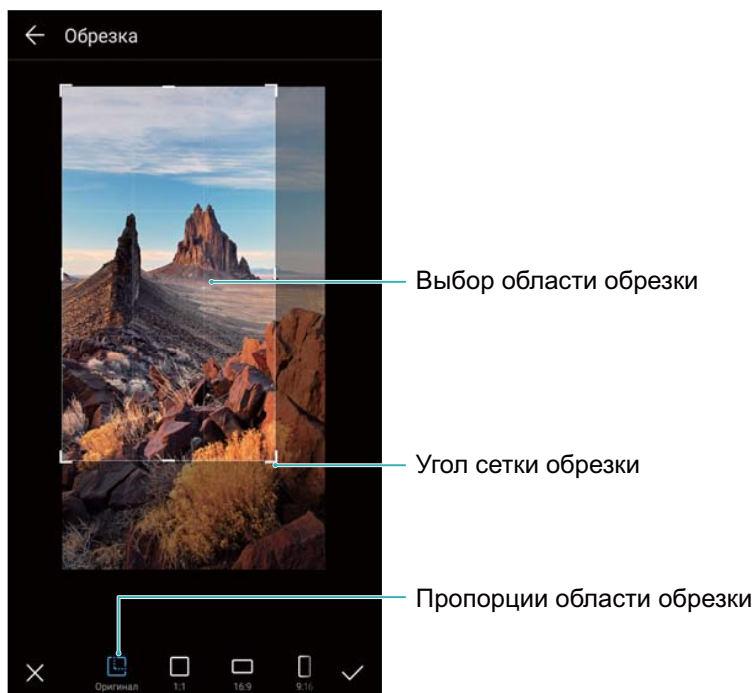 Обрезка
Выбор области обрезки
Угол сетки обрезки
Пропорции области обрезки
Оригинал
1:1
16:9
9:16